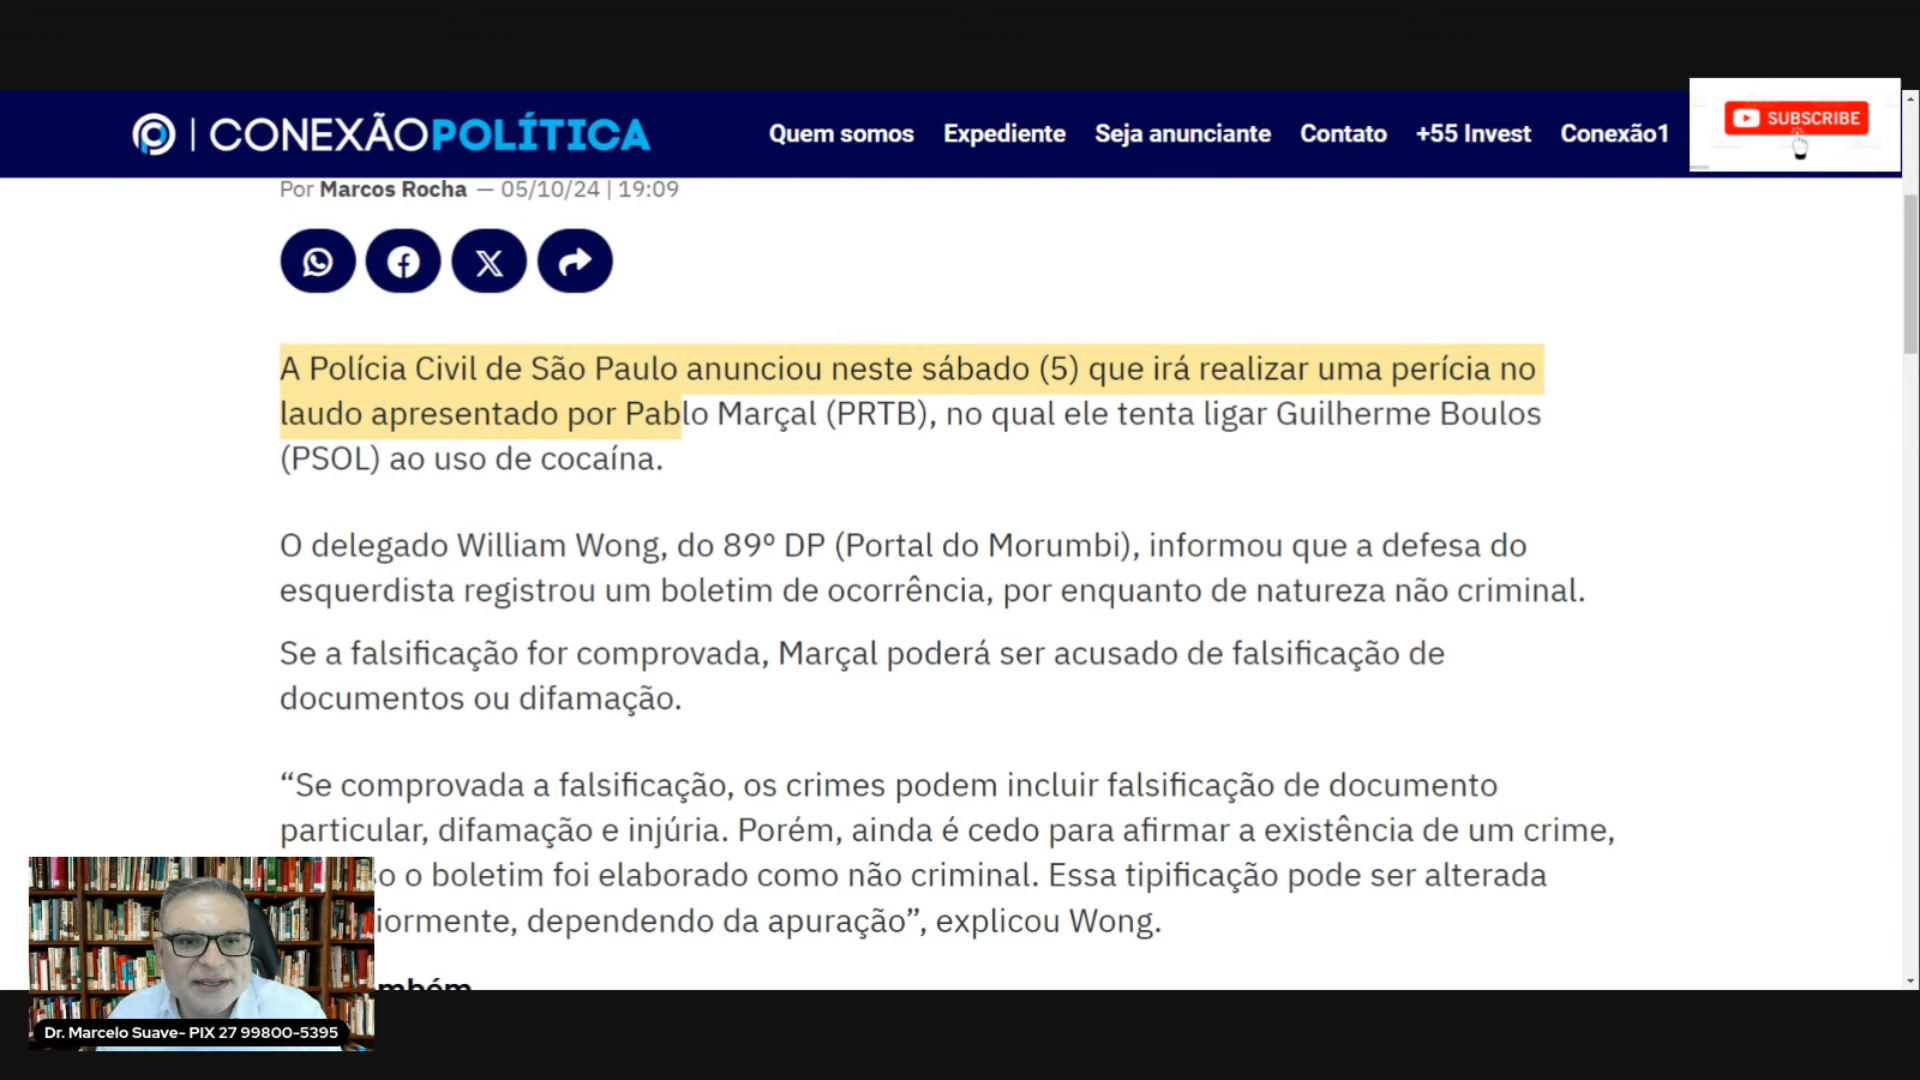 CONEXÃOPOLÍTICA
Quem somos Expediente Seja anunciante Contato +55 Invest Conexão1
SUBSCRIBE
Por Marcos Rocha — 05/10/24 | 19:09
A Polícia Civil de São Paulo anunciou neste sábado (5) que irá realizar uma perícia no
laudo apresentado por Pablo Marçal (PRTB), no qual ele tenta ligar Guilherme Boulos
(PSOL) ao uso de cocaína.
O delegado William Wong, do 89º DP (Portal do Morumbi), informou que a defesa do
esquerdista registrou um boletim de ocorrência, por enquanto de natureza não criminal.
Se a falsificação for comprovada, Marçal poderá ser acusado de falsificação de
documentos ou difamação.
“Se comprovada a falsificação, os crimes podem incluir falsificação de documento
particular, difamação e injúria. Porém, ainda é cedo para afirmar a existência de um crime,
o boletim foi elaborado como não criminal. Essa tipificação pode ser alterada
iormente, dependendo da apuração”, explicou Wong.
mbém
Dr. Marcelo Suave- PIX 27 99800-5395